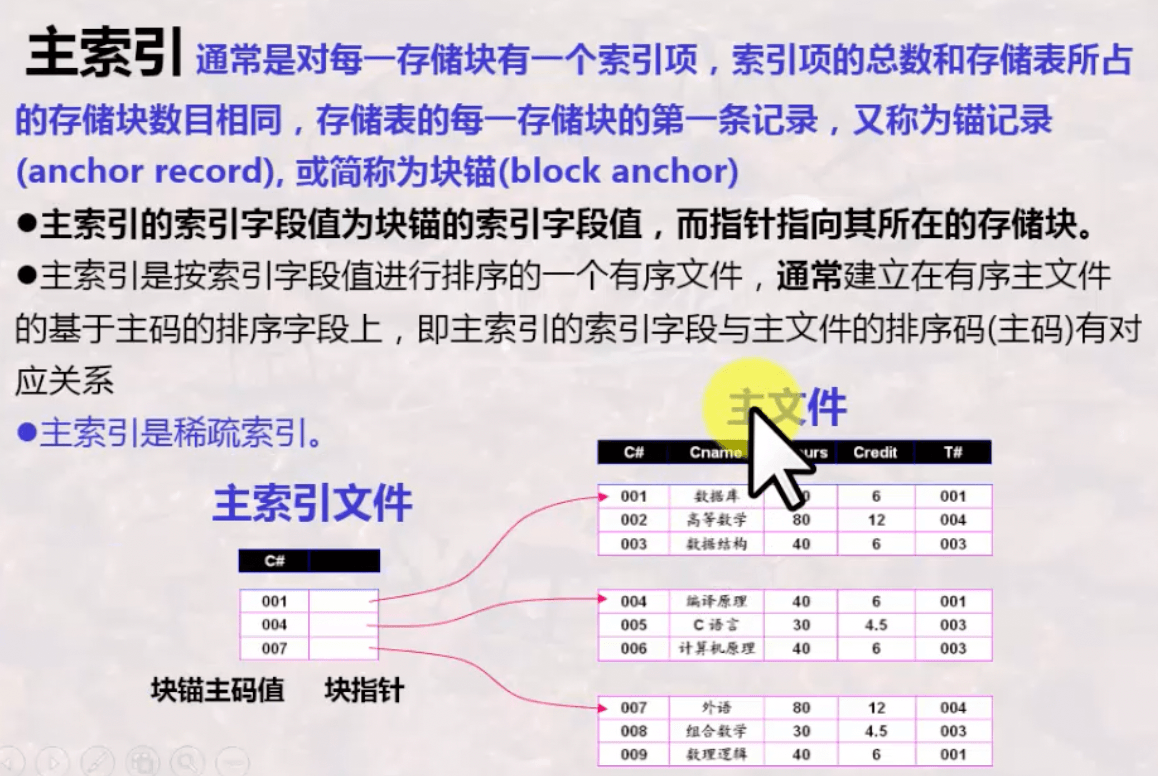 主索引 通常是对每一存储块有一个索引项，索引项的总数和存储表所占
的存储块数目相同，存储表的每一存储块的第一条记录，又称为锚记录
(anchor record), 或简称为块锚(block anchor)
●主索引的索引字段值为块锚的索引字段值，而指针指向其所在的存储块。
●主索引是按索引字段值进行排序的一个有序文件，通常建立在有序主文件
的基于主码的排序字段上，即主索引的索引字段与主文件的排序码(主码)有对
应关系
●主索引是稀疏索引。
主索引文件
C#
001
004
007
块锚主码值 块指针
主文件
C# Cname urs Credit T#
001 数据库 0 6 001
002 高等数学 80 12 004
003 数据结构 40 6 003
004 编译原理 40 6 001
005 C 语言 30 4.5 003
006 计算机原理 40 6 003
007 外语 80 12 004
008 组合数学 30 4.5 003
009 数理逻辑 40 6 001